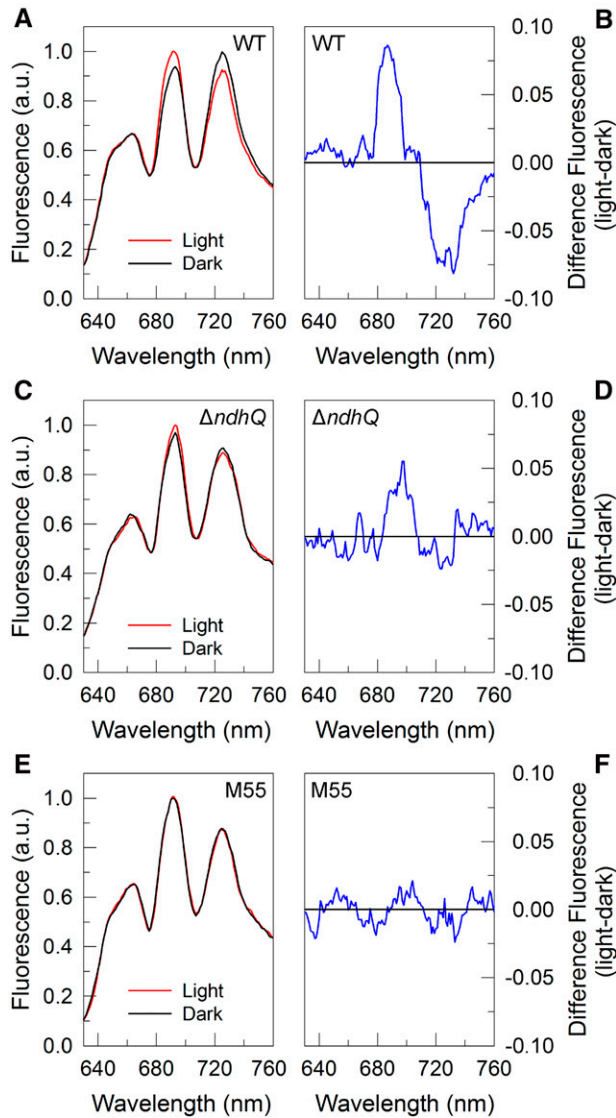 A
B
WT
WT
Fluorescence (a.u.)
1.0
0.8
0.6
0.4
0.2
0.0
Light
Dark
640 680 720 760
Wavelength (nm)
640 680 720 760
Wavelength (nm)
0.10
0.05
0.00
-0.05
-0.10
Difference Fluorescence
(light-dark)
C
D
ΔndhQ
ΔndhQ
Fluorescence (a.u.)
1.0
0.8
0.6
0.4
0.2
0.0
Light
Dark
640 680 720 760
Wavelength (nm)
640 680 720 760
Wavelength (nm)
0.10
0.05
0.00
-0.05
-0.10
Difference Fluorescence
(light-dark)
E
F
M55
M55
Fluorescence (a.u.)
1.0
0.8
0.6
0.4
0.2
0.0
Light
Dark
640 680 720 760
Wavelength (nm)
640 680 720 760
Wavelength (nm)
0.10
0.05
0.00
-0.05
-0.10
Difference Fluorescence
(light-dark)